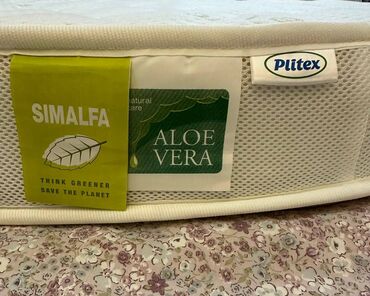 SIMALFA
THINK GREENER
SAVE THE PLANET
natural
care
ALOE
VERA
Plitex